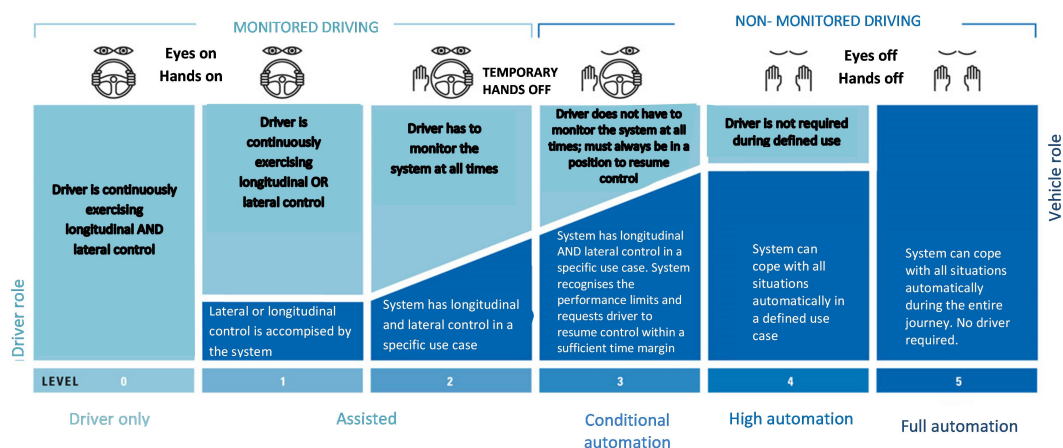 MONITORED DRIVING
NON- MONITORED DRIVING
Eyes on
Hands on
TEMPORARY
HANDS OFF
Eyes off
Hands off
Driver is continuously
exercising
longitudinal AND
lateral control
Driver is
continuously
exercising
longitudinal OR
lateral control
Driver has to
monitor the
system at all times
Driver does not have to
monitor the system at all
times; must always be in a
position to resume
control
Driver is not required
during defined use
Lateral or longitudinal
control is accompised by
the system
System has longitudinal
and lateral control in a
specific use case
System has longitudinal
AND lateral control in a
specific use case. System
recognises the
performance limits and
requests driver to
resume control within a
sufficient time margin
System can
cope with all
situations
automatically in
a defined use
case
System can cope
with all situations
automatically
during the entire
journey. No driver
required.
Driver role
Vehicle role
LEVEL 0 1 2 3 4 5
Driver only
Assisted
Conditional
automation
High automation
Full automation